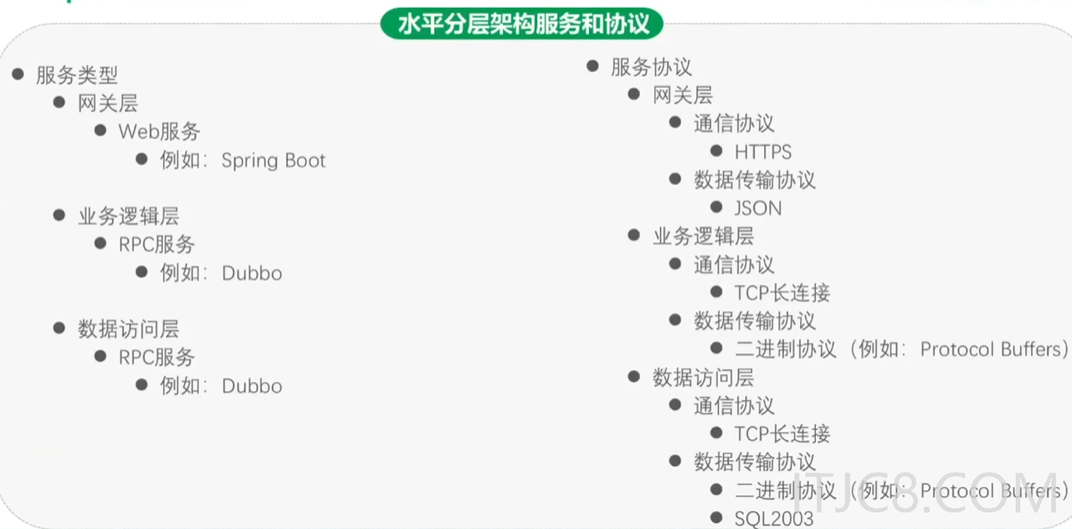 水平分层架构服务和协议
服务类型
网关层
Web服务
例如：Spring Boot
业务逻辑层
RPC服务
例如：Dubbo
数据访问层
RPC服务
例如：Dubbo
服务协议
网关层
通信协议
HTTPS
数据传输协议
JSON
业务逻辑层
通信协议
TCP长连接
数据传输协议
二进制协议（例如：Protocol Buffers）
数据访问层
通信协议
TCP长连接
数据传输协议
二进制协议（例如：Protocol Buffers）
SQL2003
ITJC8.COM